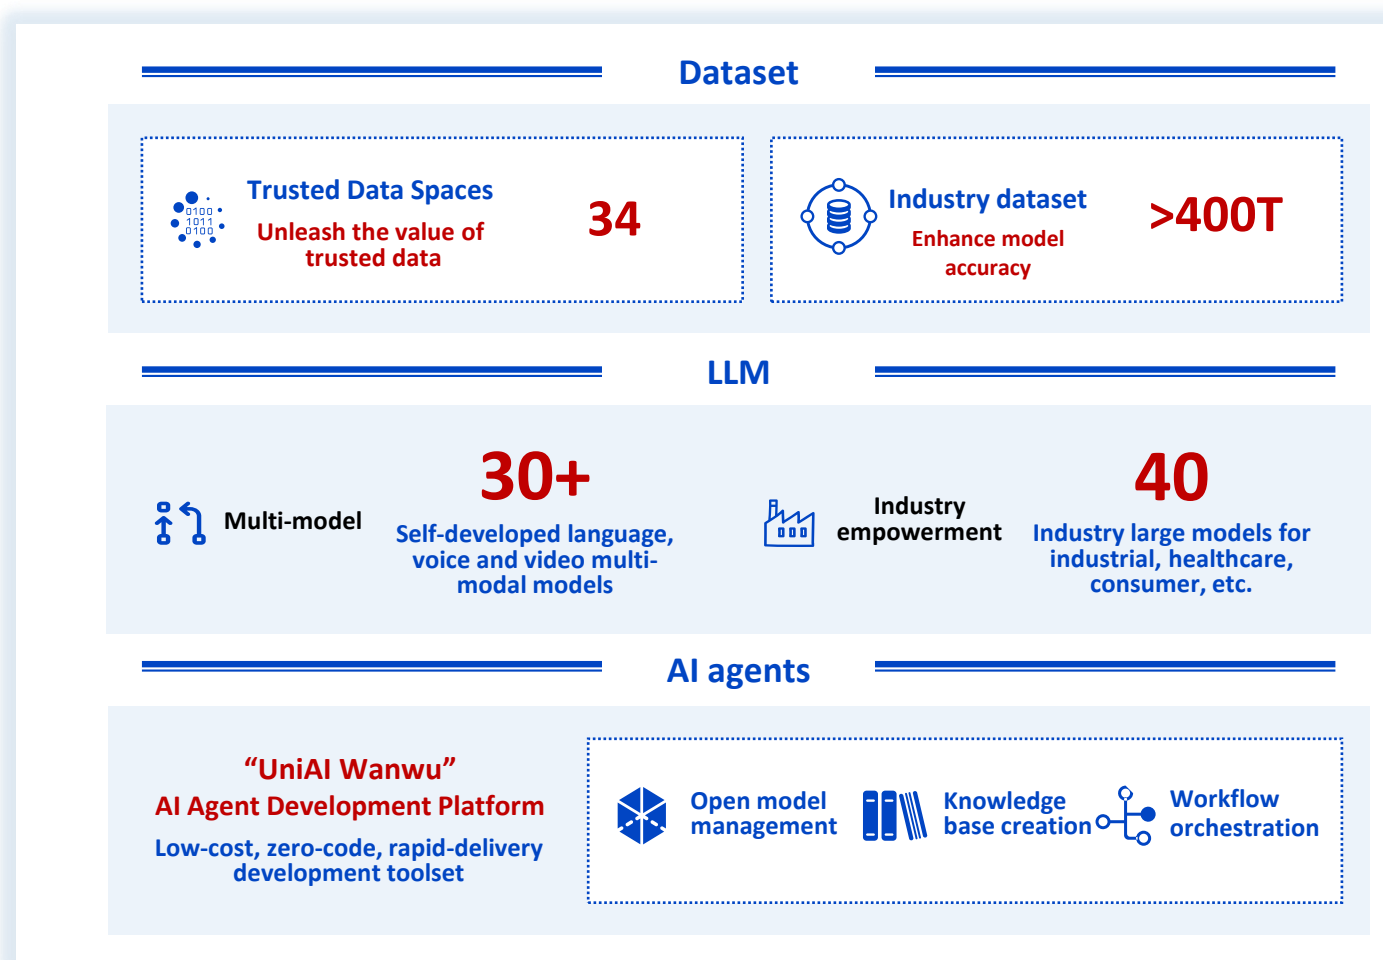 Dataset
Trusted Data Spaces
Unleash the value of
trusted data
34
0100
1011
0100
Industry dataset
Enhance model
accuracy
>400T
LLM
Multi-model
30+
Self-developed language,
voice and video multi-
modal models
Industry
empowerment
40
Industry large models for
industrial, healthcare,
consumer, etc.
AI agents
“UniAI Wanwu”
AI Agent Development Platform
Low-cost, zero-code, rapid-delivery
development toolset
Open model
management
Knowledge
base creation
Workflow
orchestration